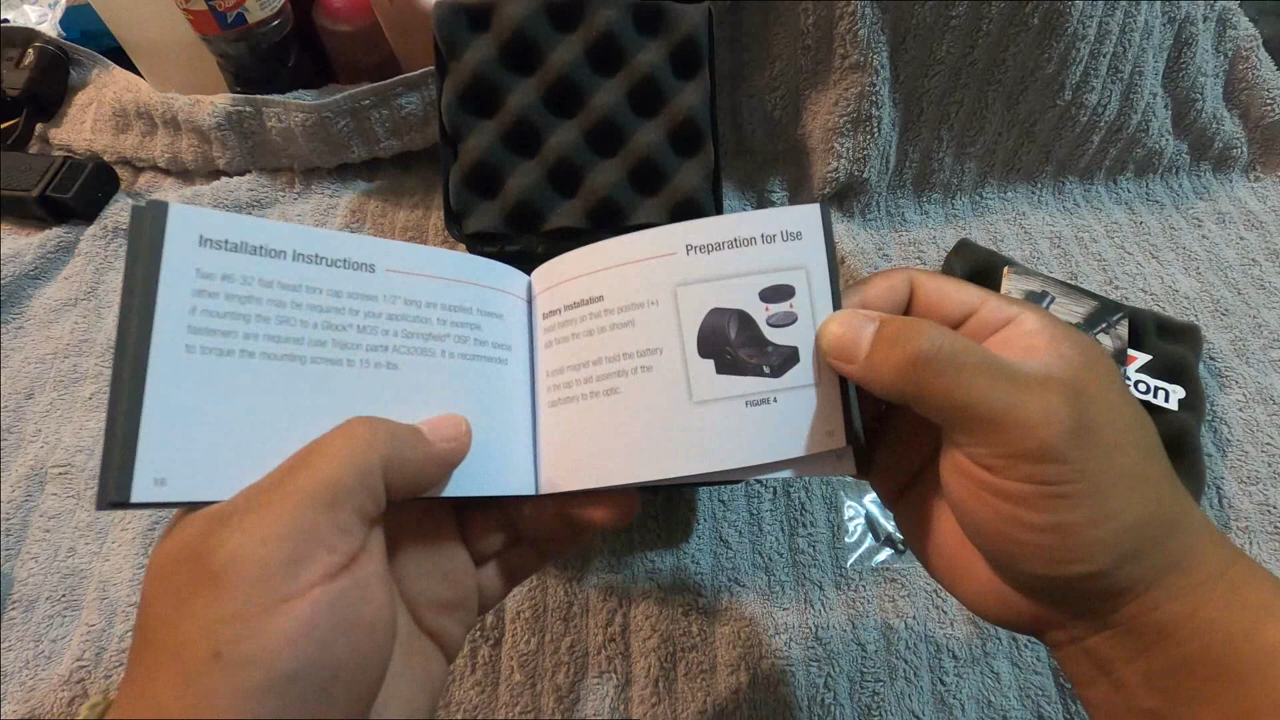 Installation Instructions
Two #6-32 flat head torx cap screws 1/2" long are supplied, however,
other lengths may be required for your application, for example,
if mounting the SRO to a Glock® MOS or a Springfield® OSP, then special
fasteners are required (use Trijicon part# AC32085). It is recommended
to torque the mounting screws to 15 in-lbs.
Preparation for Use
Battery Installation
Install battery so that the positive (+)
side faces the cap (as shown).
A small magnet will hold the battery
in the cap to aid assembly of the
cap/battery to the optic.
FIGURE 4